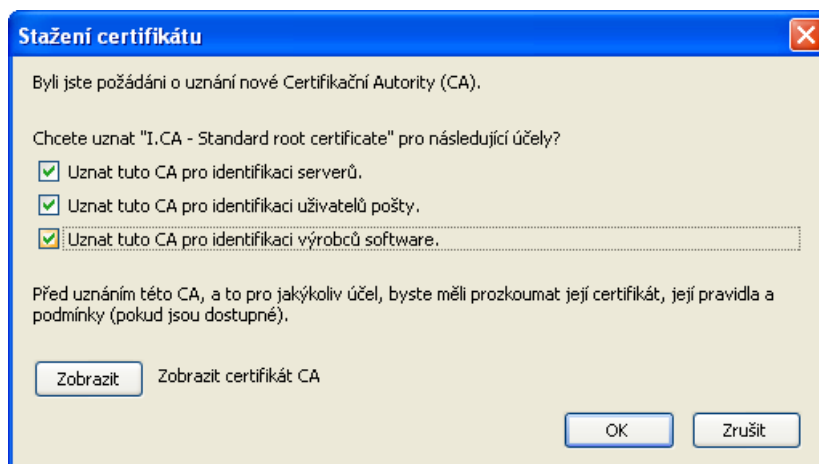 Stažení certifikátu
Byli jste požádáni o uznání nové Certifikační Autority (CA).
Chcete uznat "I.CA - Standard root certificate" pro následující účely?
Uznat tuto CA pro identifikaci serverů.
Uznat tuto CA pro identifikaci uživatelů pošty.
Uznat tuto CA pro identifikaci výrobců software.
Před uznáním této CA, a to pro jakýkoliv účel, byste měli prozkoumat její certifikát, její pravidla a
podmínky (pokud jsou dostupné).
Zobrazit Zobrazit certifikát CA
OK Zrušit